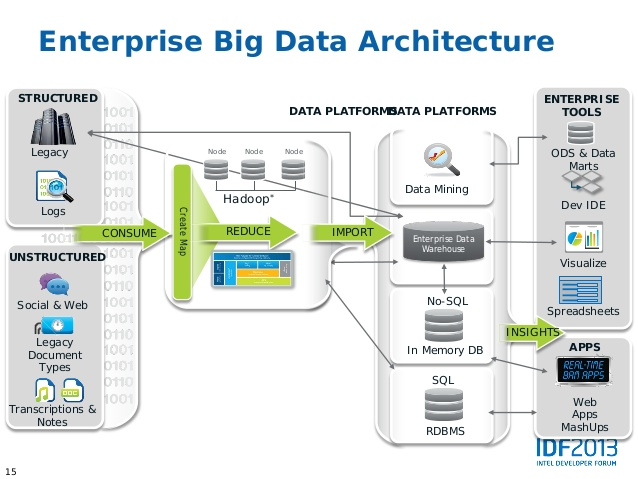 Enterprise Big Data Architecture
STRUCTURED
Legacy
Logs
UNSTRUCTURED
Social & Web
Legacy
Document
Types
Transcriptions &
Notes
CONSUME
DATA PLATFORMS
Node Node Node
Hadoop*
Create Map
REDUCE
IMPORT
DATA PLATFORMS
Data Mining
Enterprise Data
Warehouse
No-SQL
In Memory DB
SQL
RDBMS
INSIGHTS
ENTERPRISE
TOOLS
ODS & Data
Marts
Dev IDE
Visualize
Spreadsheets
APPS
REAL-TIME
BAM APPS
Web
Apps
MashUps
IDF2013
INTEL DEVELOPER FORUM
15